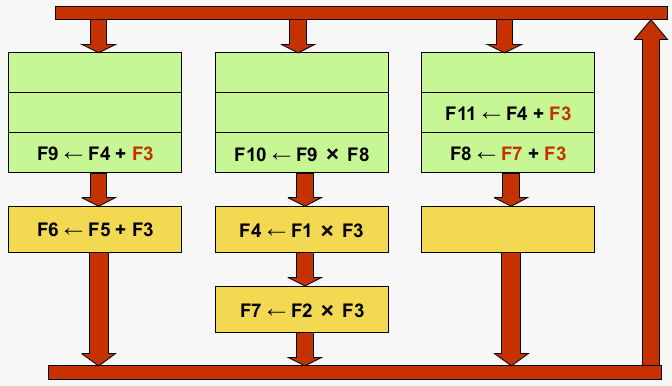 F11 ← F4 + F3
F9 ← F4 + F3
F10 ← F9 × F8
F8 ← F7 + F3
F6 ← F5 + F3
F4 ← F1 × F3
F7 ← F2 × F3